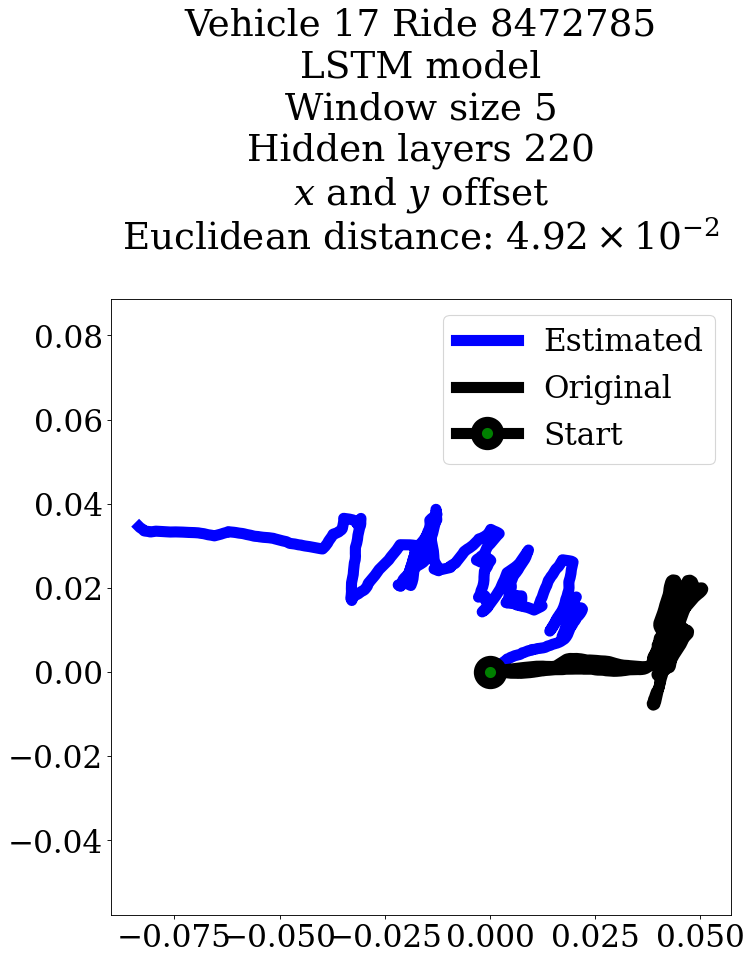 Vehicle 17 Ride 8472785
LSTM model
Window size 5
Hidden layers 220
x and y offset
Euclidean distance: 4.92 × 10⁻²
Estimated
Original
Start
0.08
0.06
0.04
0.02
0.00
−0.02
−0.04
−0.075 −0.050 −0.025 0.000 0.025 0.050